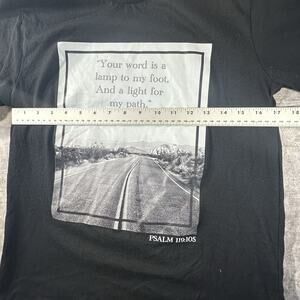 "Your word is a
lamp to my foot,
And a light for
my path."
1 2 3 4 5 6 7 8 9 10 11 12 13 14 15 16 17 18
PSALM 119:105